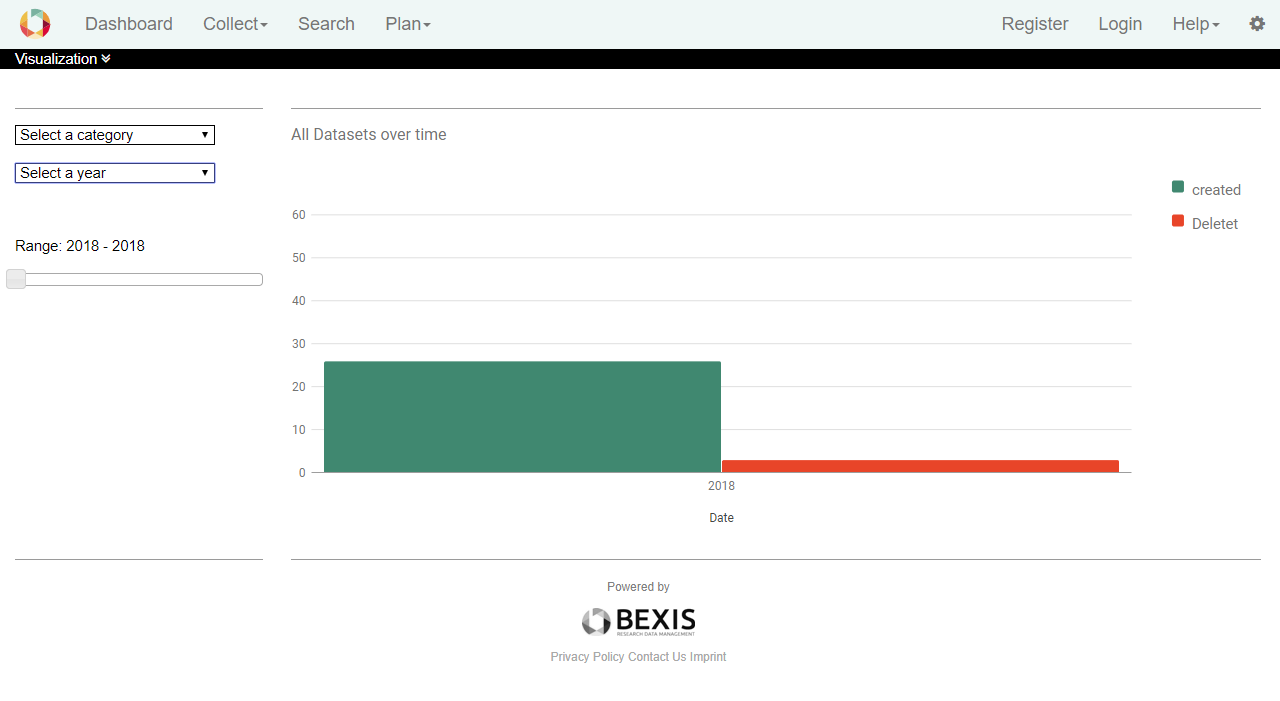 Dashboard Collect Search Plan Register Login Help
Visualization
Select a category
Select a year
Range: 2018 - 2018
All Datasets over time
created
Deletet
60
50
40
30
20
10
0
2018
Date
Powered by
BEXIS
RESEARCH DATA MANAGEMENT
Privacy Policy Contact Us Imprint